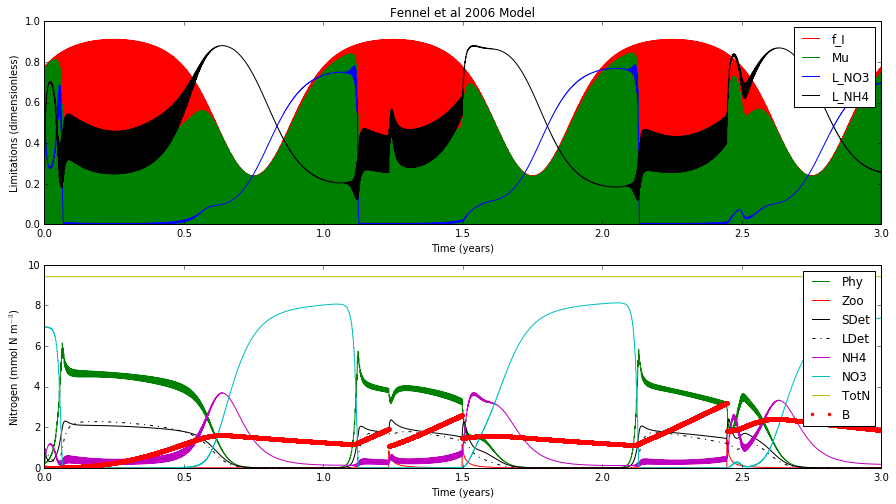 Fennel et al 2006 Model
Limitations (dimensionless)
1.0
0.8
0.6
0.4
0.2
0.0
f_I
Mu
L_NO3
L_NH4
0.0 0.5 1.0 1.5 2.0 2.5 3.0
Time (years)
Nitrogen (mmol N m⁻³)
10
8
6
4
2
0
Phy
Zoo
SDet
LDet
NH4
NO3
TotN
B
0.0 0.5 1.0 1.5 2.0 2.5 3.0
Time (years)